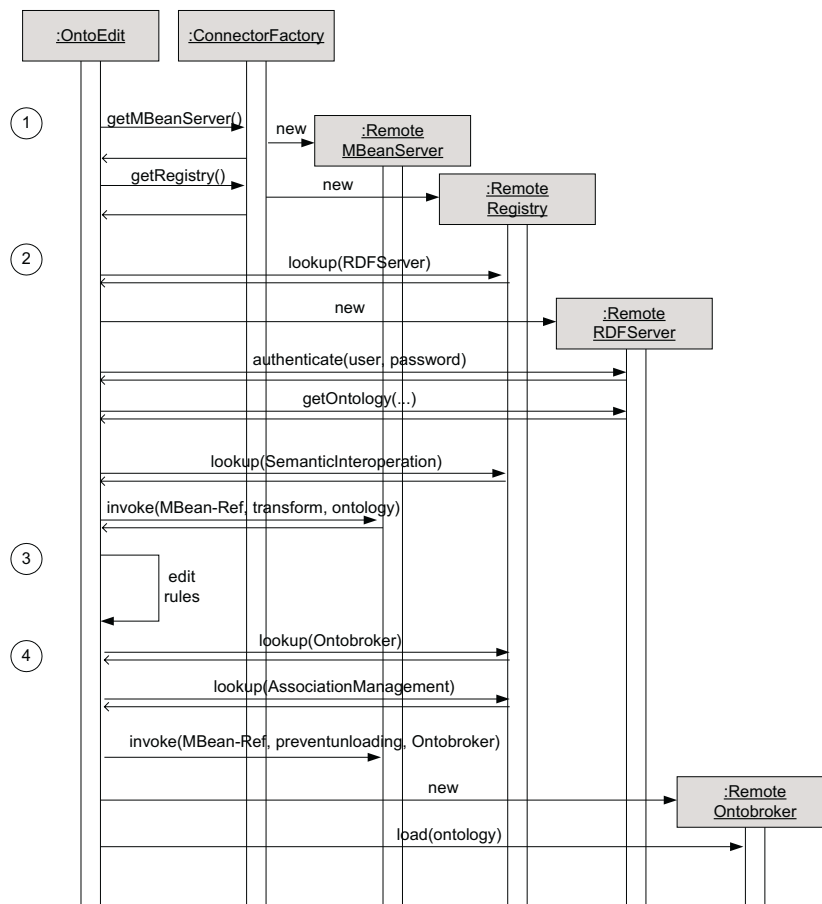 :OntoEdit
:ConnectorFactory
1
getMBeanServer()
new
:Remote
MBeanServer
getRegistry()
new
:Remote
Registry
2
lookup(RDFServer)
new
:Remote
RDFServer
authenticate(user, password)
getOntology(...)
lookup(SemanticInteroperation)
invoke(MBean-Ref, transform, ontology)
3
edit
rules
4
lookup(Ontobroker)
lookup(AssociationManagement)
invoke(MBean-Ref, preventunloading, Ontobroker)
new
:Remote
Ontobroker
load(ontology)